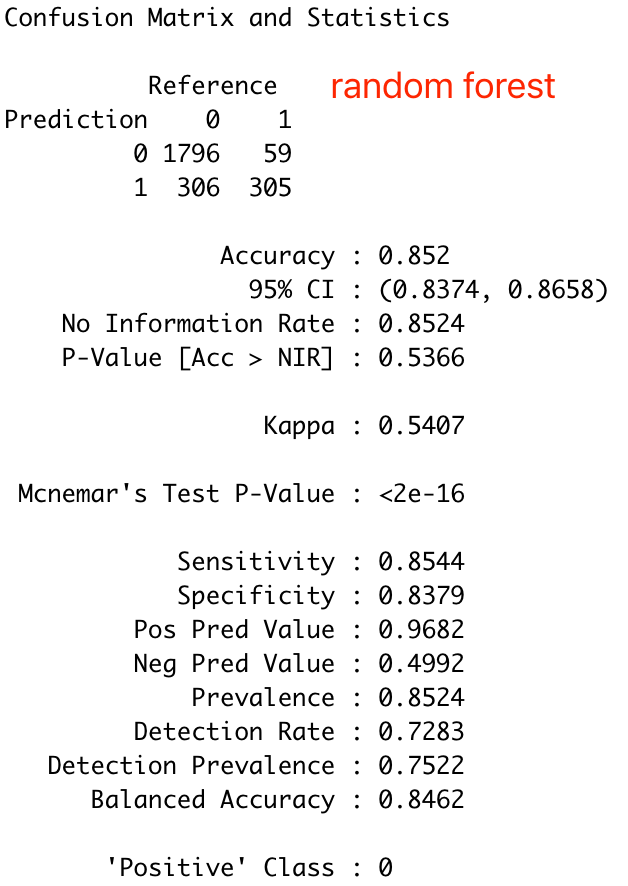 Confusion Matrix and Statistics
Reference
random forest
Prediction 0 1
0 1796 59
1 306 305
Accuracy : 0.852
95% CI : (0.8374, 0.8658)
No Information Rate : 0.8524
P-Value [Acc > NIR] : 0.5366
Kappa : 0.5407
Mcnemar's Test P-Value : <2e-16
Sensitivity : 0.8544
Specificity : 0.8379
Pos Pred Value : 0.9682
Neg Pred Value : 0.4992
Prevalence : 0.8524
Detection Rate : 0.7283
Detection Prevalence : 0.7522
Balanced Accuracy : 0.8462
'Positive' Class : 0